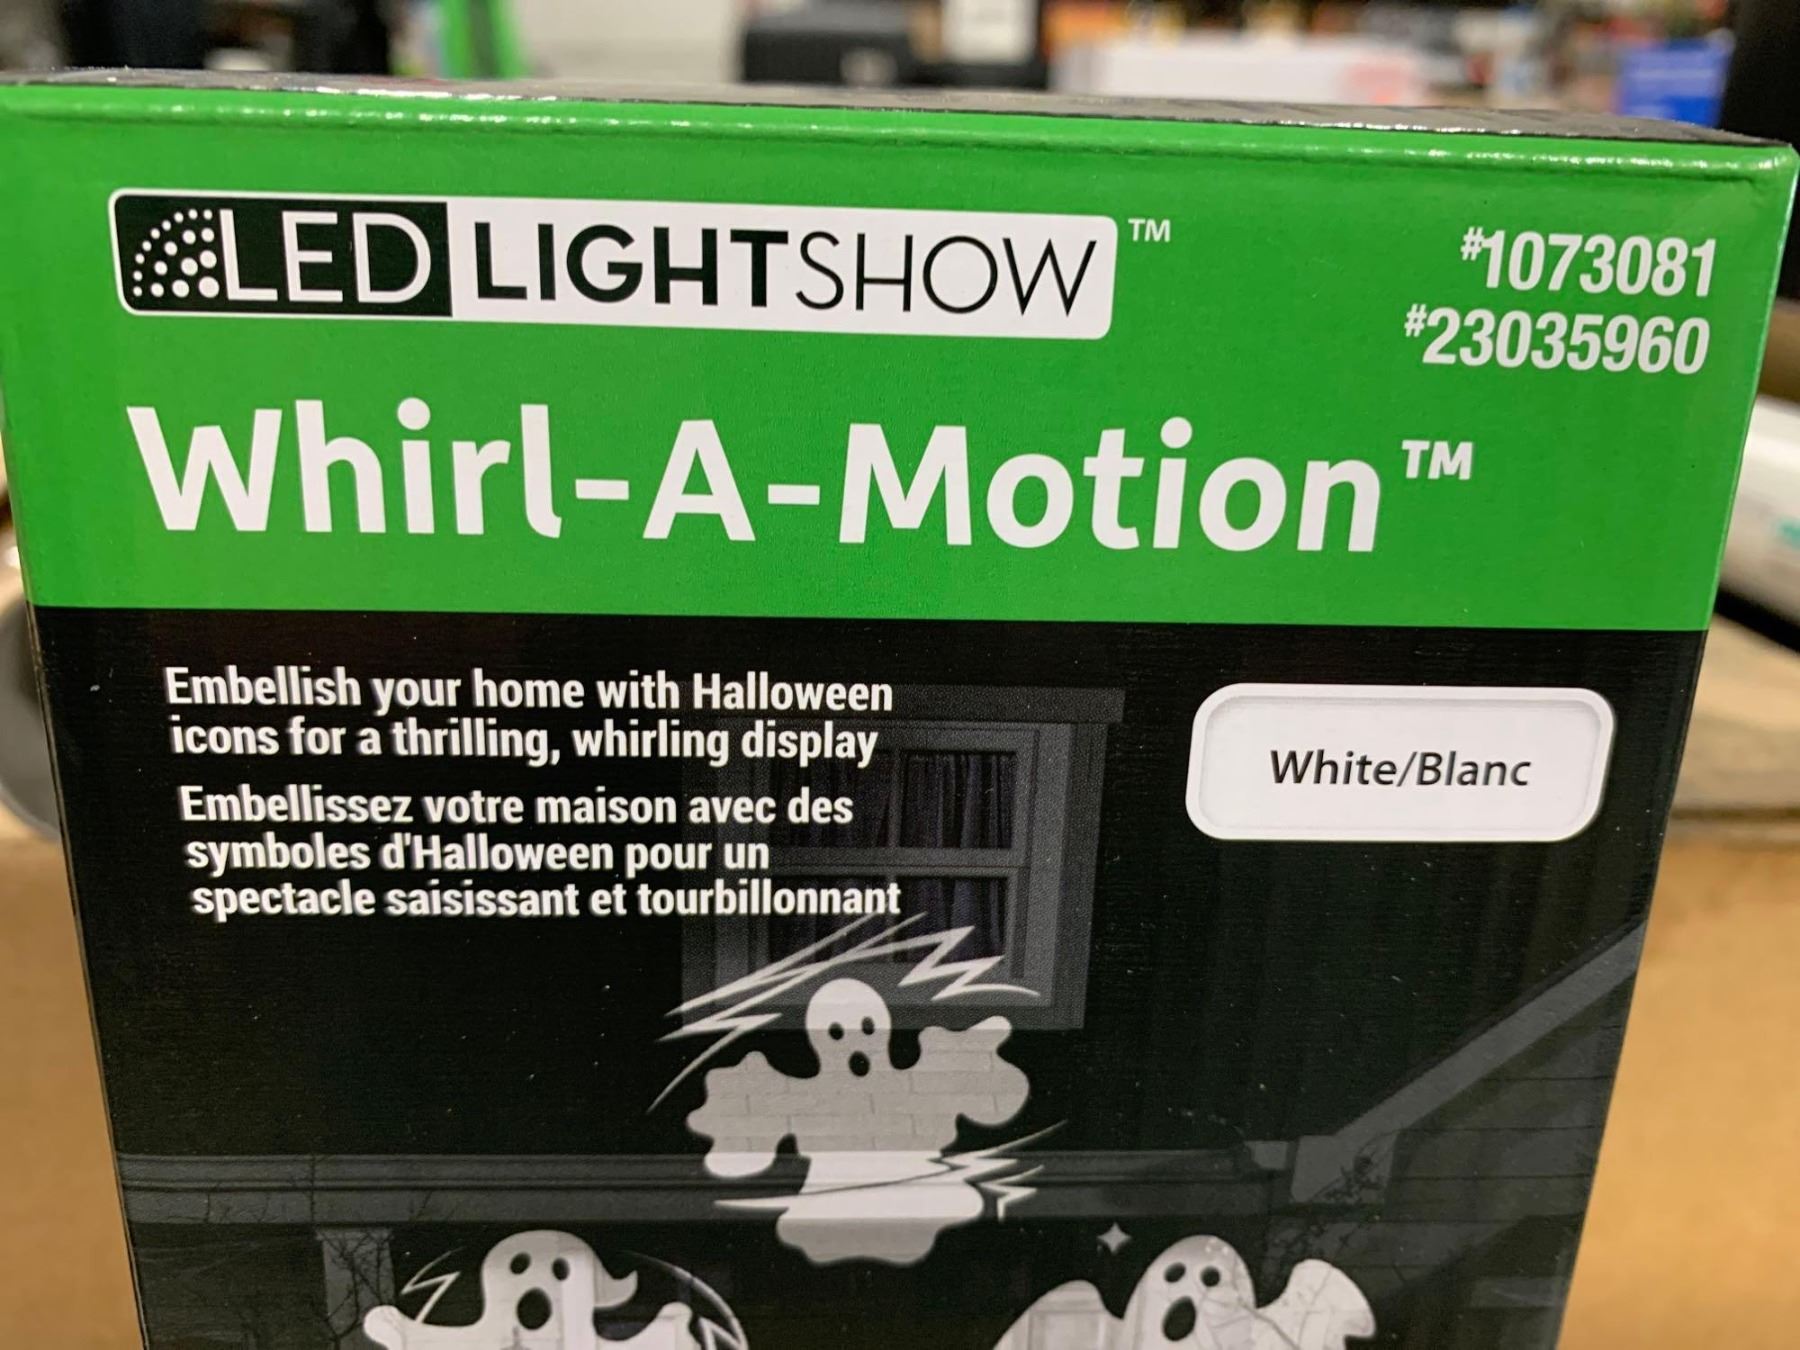 LED LIGHTSHOW™
#1073081
#23035960
Whirl-A-Motion™
Embellish your home with Halloween
icons for a thrilling, whirling display
Embellissez votre maison avec des
symboles d'Halloween pour un
spectacle saisissant et tourbillonnant
White/Blanc